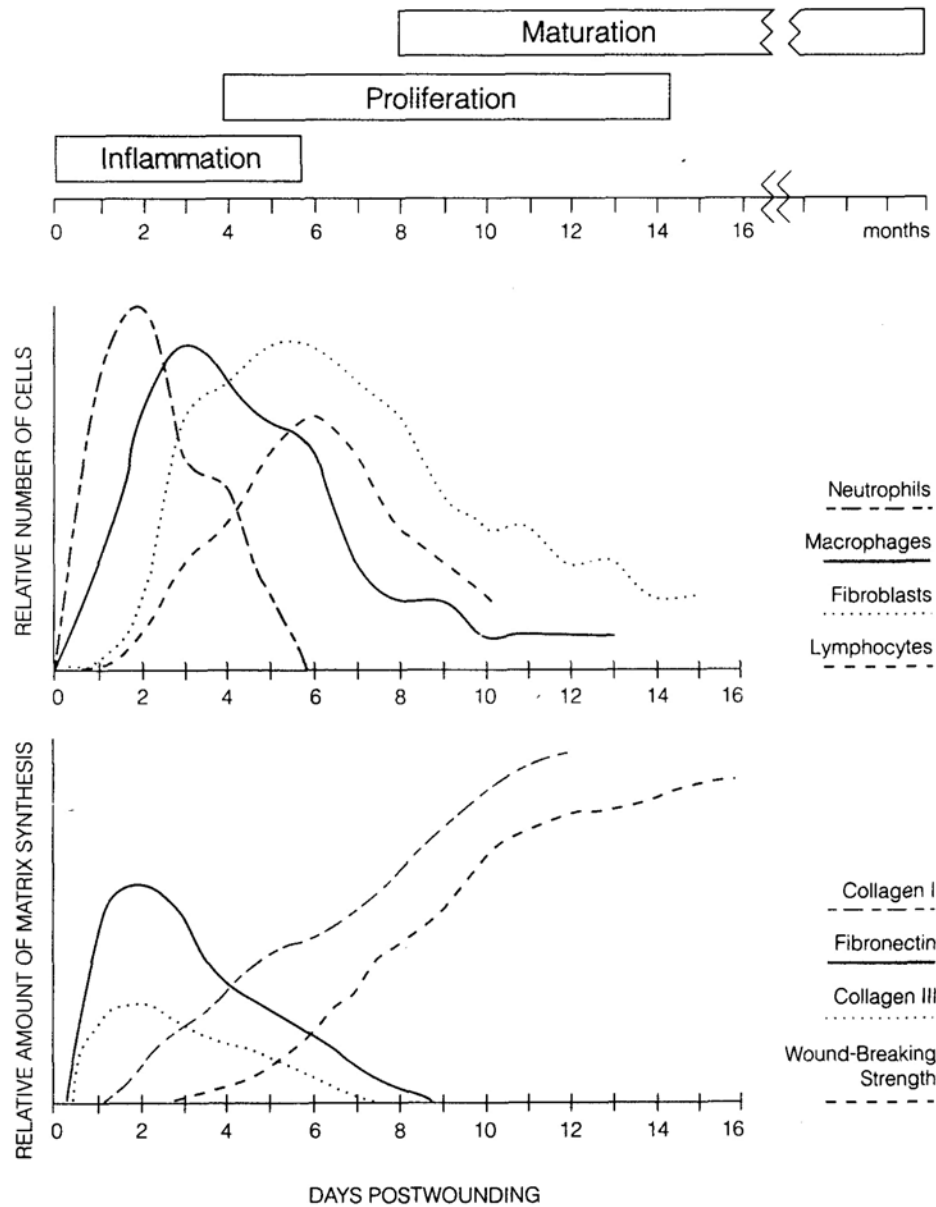 Maturation
Proliferation
Inflammation
0 2 4 6 8 10 12 14 16 months
RELATIVE NUMBER OF CELLS
Neutrophils
Macrophages
Fibroblasts
Lymphocytes
0 2 4 6 8 10 12 14 16
RELATIVE AMOUNT OF MATRIX SYNTHESIS
Collagen I
Fibronectin
Collagen III
Wound-Breaking
Strength
0 2 4 6 8 10 12 14 16
DAYS POSTWOUNDING